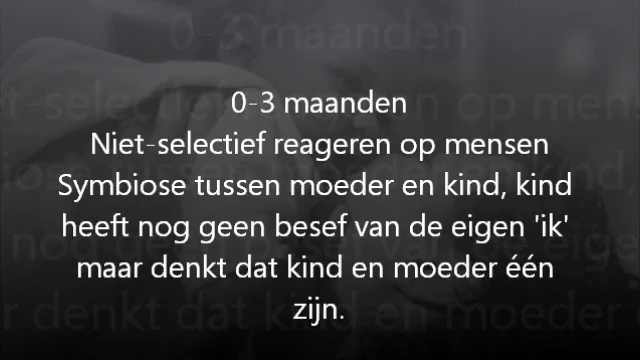 0-3 maanden
Niet-selectief reageren op mensen
Symbiose tussen moeder en kind, kind
heeft nog geen besef van de eigen 'ik'
maar denkt dat kind en moeder één
zijn.